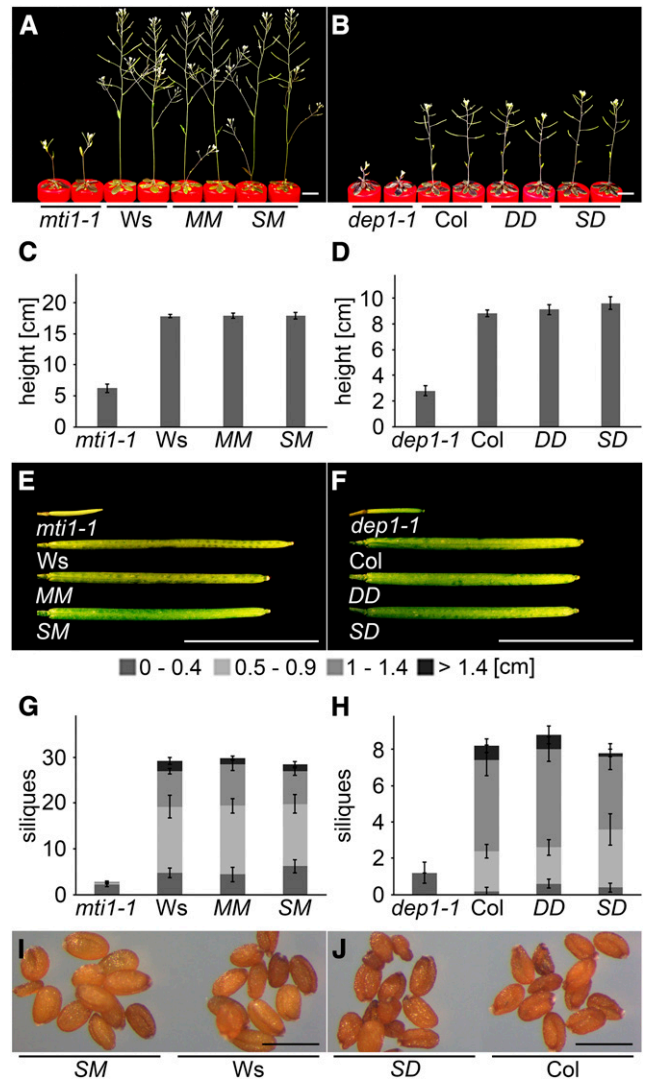 A B
mti1-1 Ws MM SM dep1-1 Col DD SD
C D
height [cm] 20 15 10 5 0
mti1-1 Ws MM SM
height [cm] 10 8 6 4 2 0
dep1-1 Col DD SD
E F
mti1-1 dep1-1
Ws Col
MM DD
SM SD
0 - 0.4 0.5 - 0.9 1 - 1.4 > 1.4 [cm]
G H
siliques 30 20 10 0
mti1-1 Ws MM SM
siliques 8 6 4 2 0
dep1-1 Col DD SD
I J
SM Ws SD Col